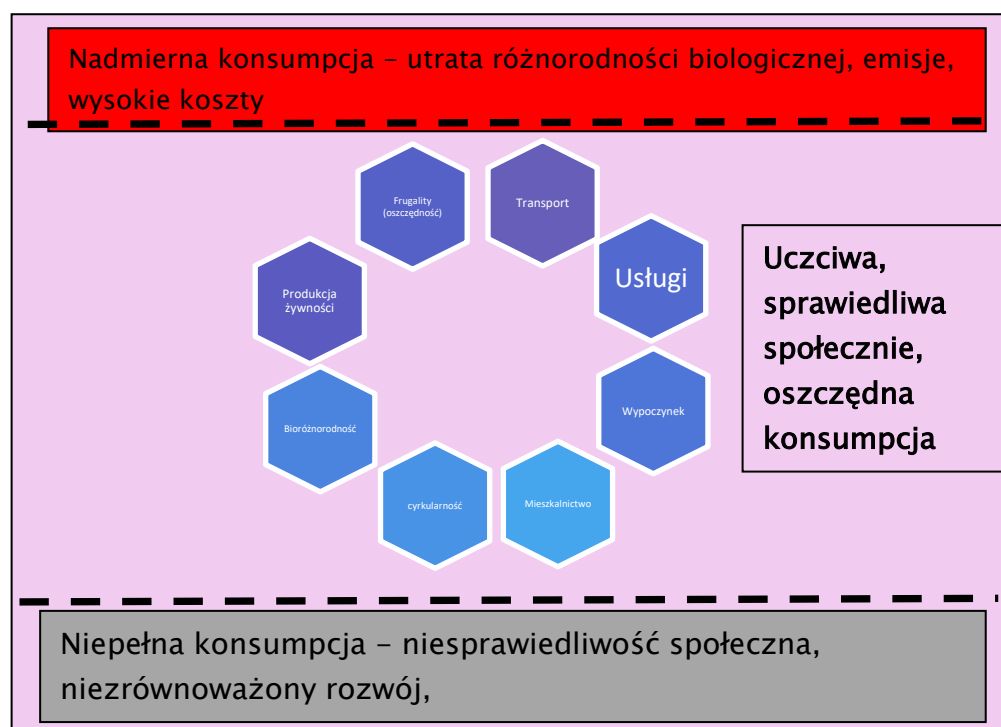 Nadmierna konsumpcja – utrata różnorodności biologicznej, emisje,
wysokie koszty
Frugality
(oszczędność)
Transport
Usługi
Produkcja
żywności
Wypoczynek
Bioróżnorodność
cyrkularność
Mieszkalnictwo
Uczciwa,
sprawiedliwa
społecznie,
oszczędna
konsumpcja
Niepełna konsumpcja – niesprawiedliwość społeczna,
niezrównoważony rozwój,